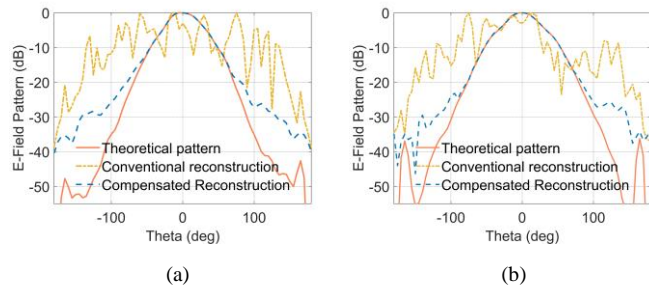 0
-10
-20
-30
-40
-50
E-Field Pattern (dB)
Theoretical pattern
Conventional reconstruction
Compensated Reconstruction
-100 0 100
Theta (deg)
(a)
0
-10
-20
-30
-40
-50
E-Field Pattern (dB)
Theoretical pattern
Conventional reconstruction
Compensated Reconstruction
-100 0 100
Theta (deg)
(b)